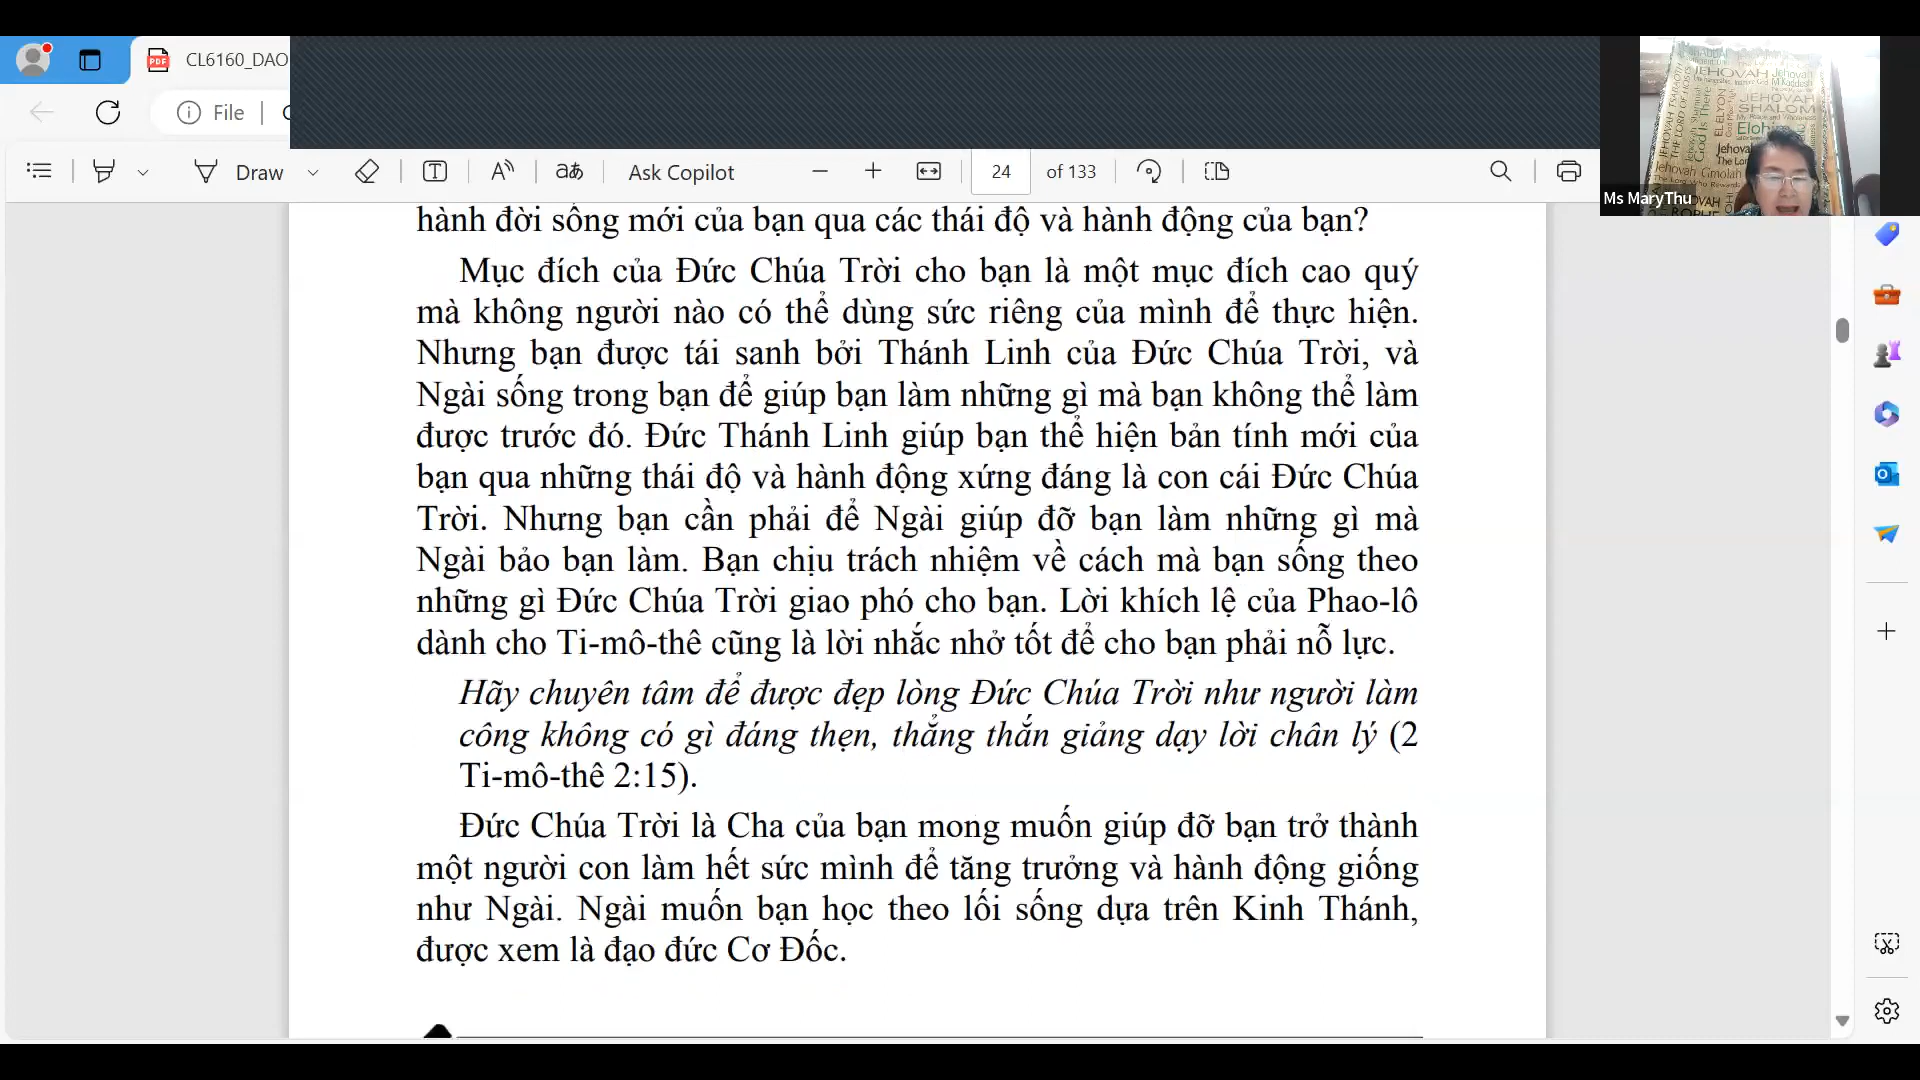 CL6160_DAO
File
Draw
Ask Copilot
24
of 133
JEHOVAH
JEHOVAH
SHALOM
Elohim
Jehovah Gmolah
Ms MaryThu
hành đời sống mới của bạn qua các thái độ và hành động của bạn?
Mục đích của Đức Chúa Trời cho bạn là một mục đích cao quý
mà không người nào có thể dùng sức riêng của mình để thực hiện.
Nhưng bạn được tái sanh bởi Thánh Linh của Đức Chúa Trời, và
Ngài sống trong bạn để giúp bạn làm những gì mà bạn không thể làm
được trước đó. Đức Thánh Linh giúp bạn thể hiện bản tính mới của
bạn qua những thái độ và hành động xứng đáng là con cái Đức Chúa
Trời. Nhưng bạn cần phải để Ngài giúp đỡ bạn làm những gì mà
Ngài bảo bạn làm. Bạn chịu trách nhiệm về cách mà bạn sống theo
những gì Đức Chúa Trời giao phó cho bạn. Lời khích lệ của Phao-lô
dành cho Ti-mô-thê cũng là lời nhắc nhở tốt để cho bạn phải nỗ lực.
Hãy chuyên tâm để được đẹp lòng Đức Chúa Trời như người làm
công không có gì đáng thẹn, thẳng thắn giảng dạy lời chân lý (2
Ti-mô-thê 2:15).
Đức Chúa Trời là Cha của bạn mong muốn giúp đỡ bạn trở thành
một người con làm hết sức mình để tăng trưởng và hành động giống
như Ngài. Ngài muốn bạn học theo lối sống dựa trên Kinh Thánh,
được xem là đạo đức Cơ Đốc.